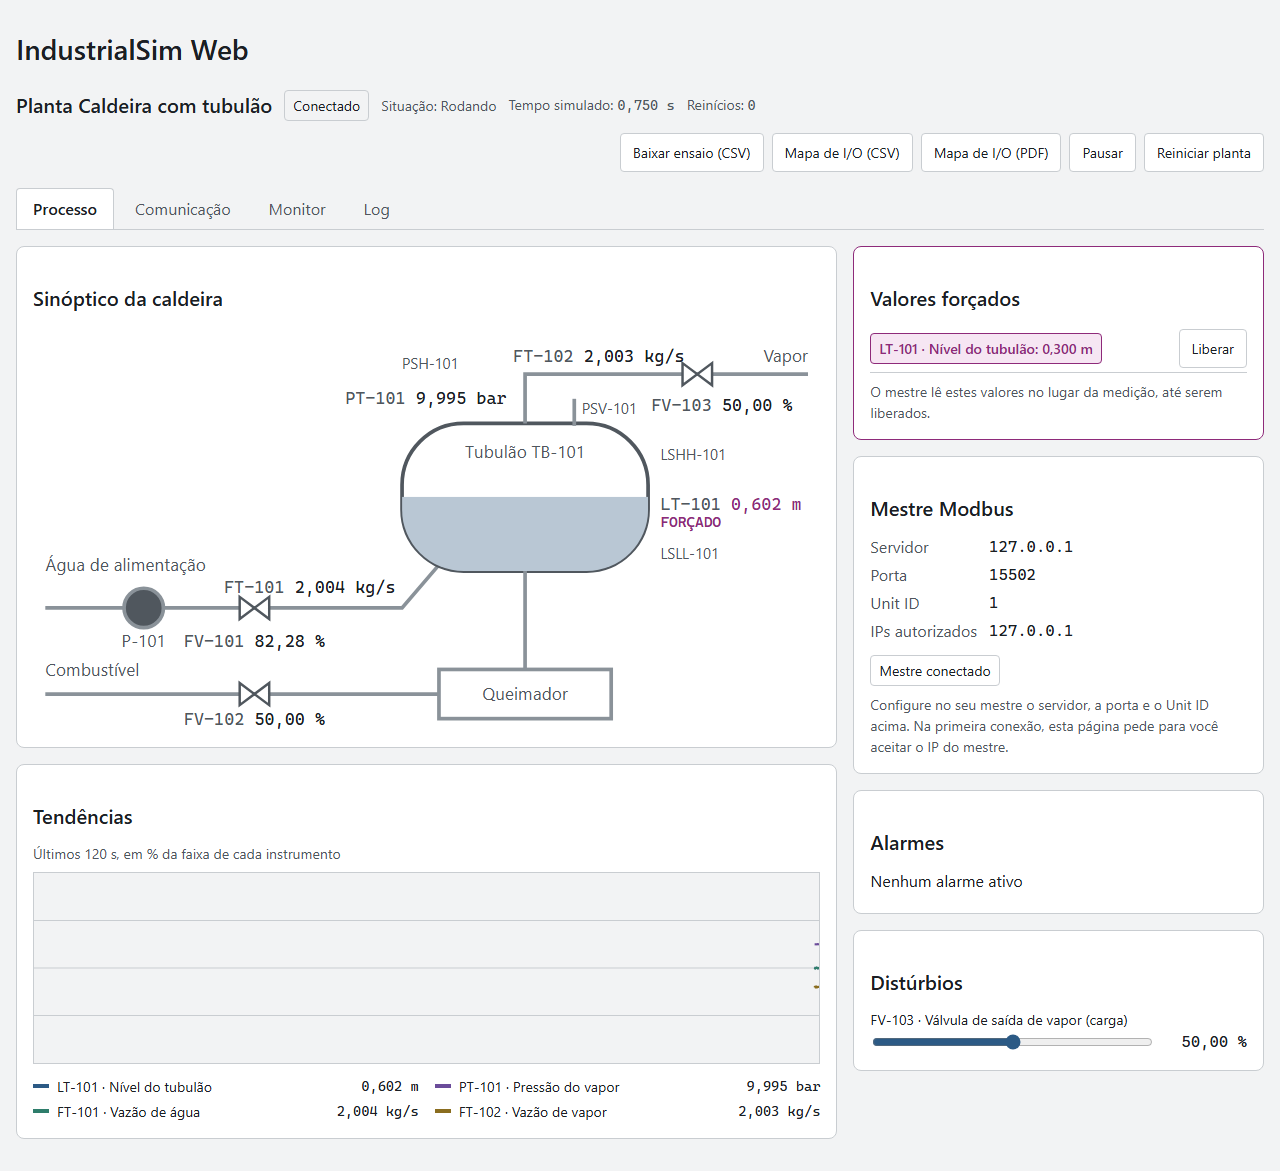 IndustrialSim Web
Planta Caldeira com tubulão
Conectado
Situação: Rodando
Tempo simulado: 0,750 s
Reinícios: 0
Baixar ensaio (CSV)
Mapa de I/O (CSV)
Mapa de I/O (PDF)
Pausar
Reiniciar planta
Processo
Comunicação
Monitor
Log
Sinóptico da caldeira
PSH-101
FT-102 2,003 kg/s
Vapor
PT-101 9,995 bar
PSV-101
FV-103 50,00 %
Tubulão TB-101
LSHH-101
LT-101 0,602 m
FORÇADO
LSLL-101
Água de alimentação
FT-101 2,004 kg/s
P-101
FV-101 82,28 %
Combustível
Queimador
FV-102 50,00 %
Tendências
Últimos 120 s, em % da faixa de cada instrumento
LT-101 · Nível do tubulão 0,602 m
PT-101 · Pressão do vapor 9,995 bar
FT-101 · Vazão de água 2,004 kg/s
FT-102 · Vazão de vapor 2,003 kg/s
Valores forçados
LT-101 · Nível do tubulão: 0,300 m
Liberar
O mestre lê estes valores no lugar da medição, até serem
liberados.
Mestre Modbus
Servidor 127.0.0.1
Porta 15502
Unit ID 1
IPs autorizados 127.0.0.1
Mestre conectado
Configure no seu mestre o servidor, a porta e o Unit ID
acima. Na primeira conexão, esta página pede para você
aceitar o IP do mestre.
Alarmes
Nenhum alarme ativo
Distúrbios
FV-103 · Válvula de saída de vapor (carga)
50,00 %